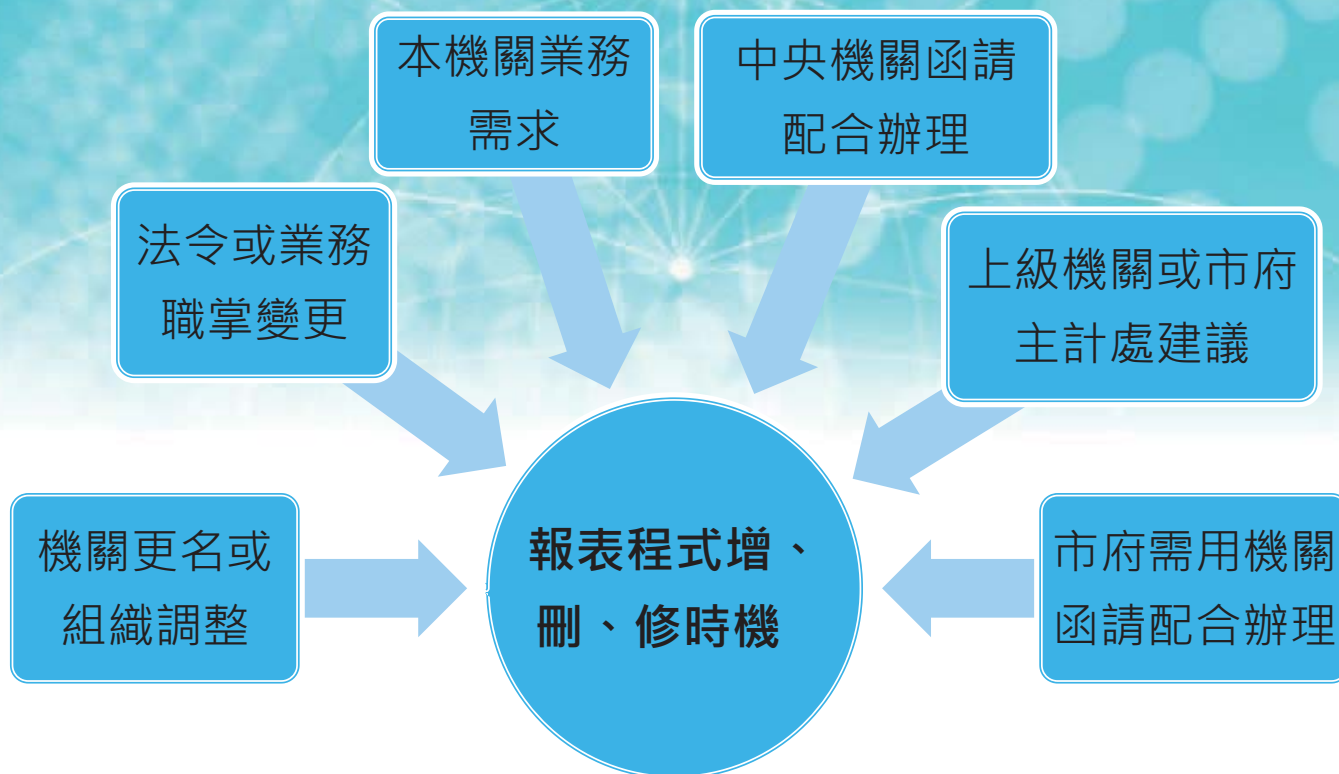 本機關業務
需求
中央機關函請
配合辦理
法令或業務
職掌變更
上級機關或市府
主計處建議
機關更名或
組織調整
報表程式增、
刪、修時機
市府需用機關
函請配合辦理